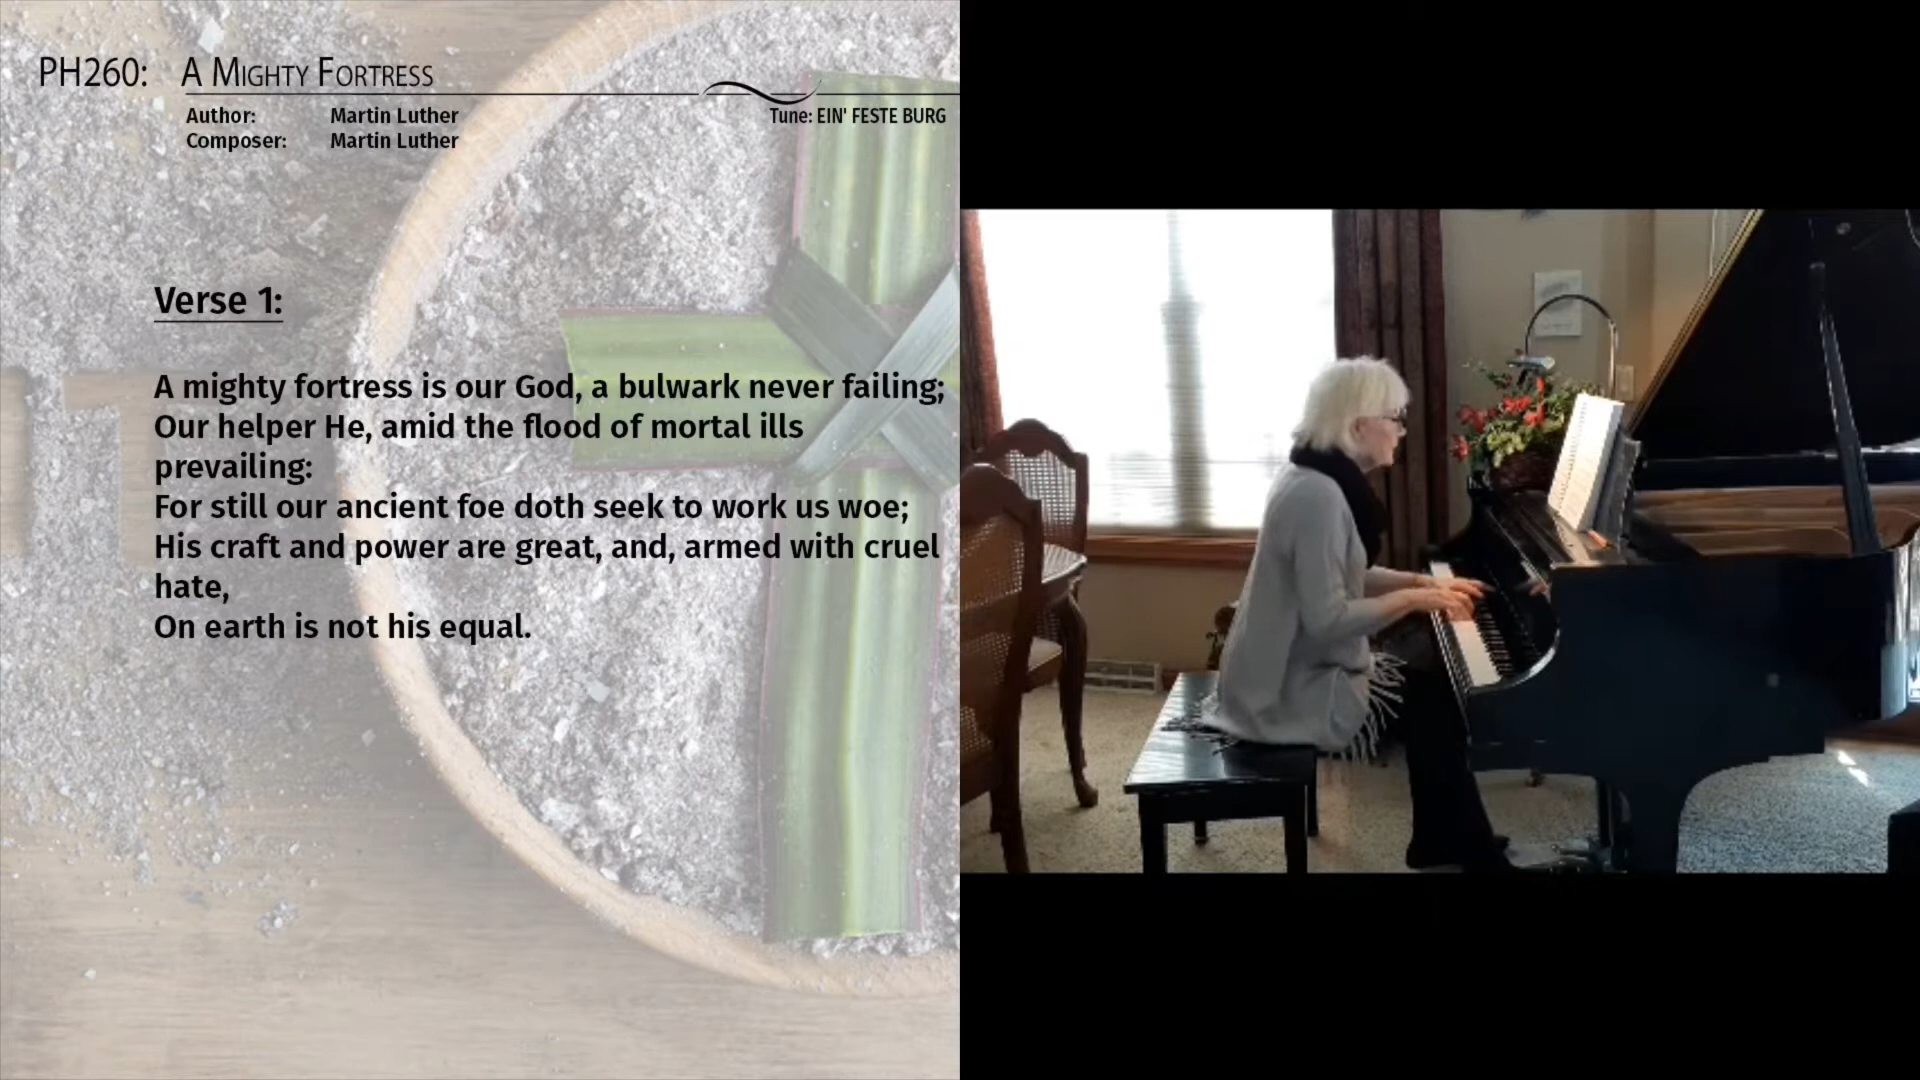 PH260: A Mighty Fortress
Author: Martin Luther
Tune: EIN' FESTE BURG
Composer: Martin Luther
Verse 1:
A mighty fortress is our God, a bulwark never failing;
Our helper He, amid the flood of mortal ills
prevailing:
For still our ancient foe doth seek to work us woe;
His craft and power are great, and, armed with cruel
hate,
On earth is not his equal.